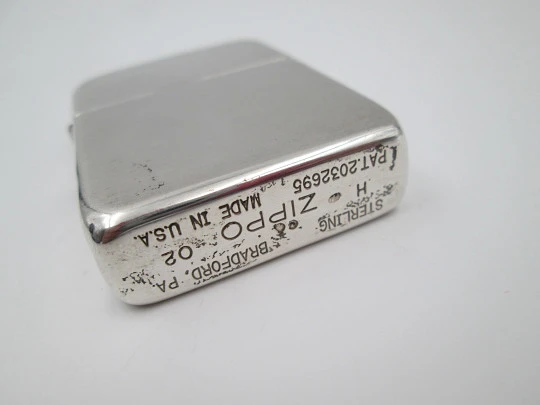 STERLING BRADFORD, PA.
H ZIPPO 02
PAT.2032695 MADE IN U.S.A.